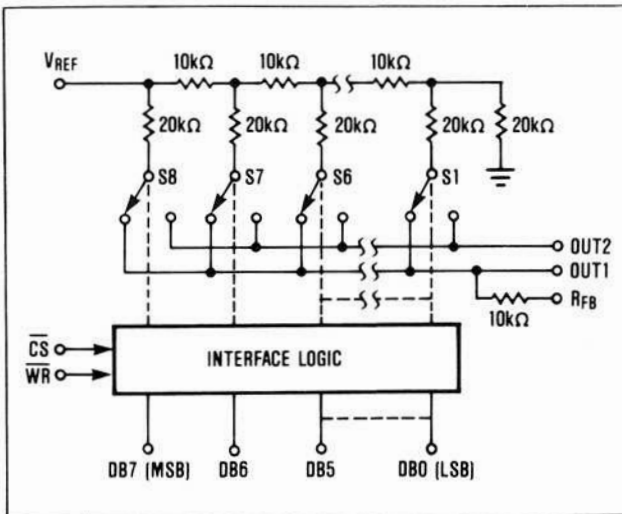 10kΩ 10kΩ 10kΩ
VREF
20kΩ 20kΩ 20kΩ 20kΩ 20kΩ
S8 S7 S6 S1
OUT2
OUT1
RFB
10kΩ
CS
WR
INTERFACE LOGIC
DB7 (MSB) DB6 DB5 DB0 (LSB)